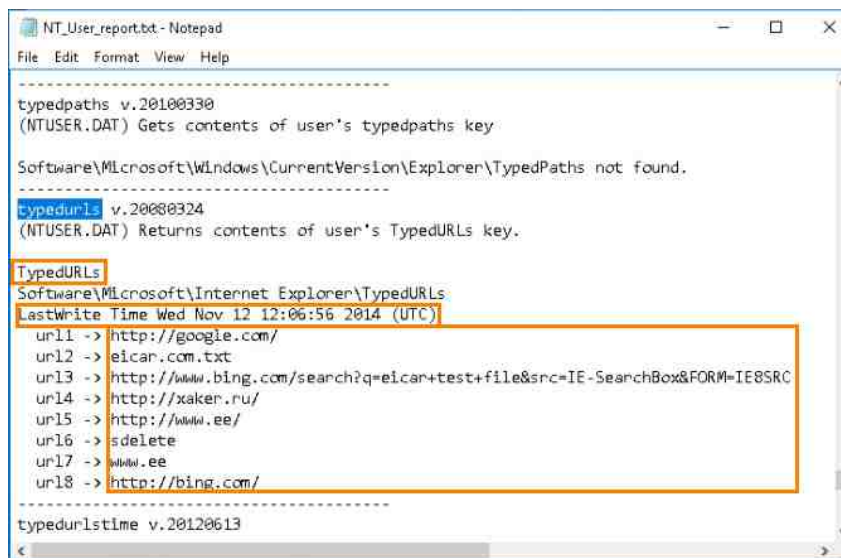 NT_User_report.txt - Notepad
File Edit Format View Help
----------------------------------------
typedpaths v.20100330
(NTUSER.DAT) Gets contents of user's typedpaths key
Software\Microsoft\Windows\CurrentVersion\Explorer\TypedPaths not found.
----------------------------------------
typedurls v.20080324
(NTUSER.DAT) Returns contents of user's TypedURLs key.
TypedURLs
Software\Microsoft\Internet Explorer\TypedURLs
LastWrite Time Wed Nov 12 12:06:56 2014 (UTC)
url1 -> http://google.com/
url2 -> eicar.com.txt
url3 -> http://www.bing.com/search?q=eicar+test+file&src=IE-SearchBox&FORM=IE8SRC
url4 -> http://xaker.ru/
url5 -> http://www.ee/
url6 -> sdelete
url7 -> www.ee
url8 -> http://bing.com/
----------------------------------------
typedurlstime v.20120613